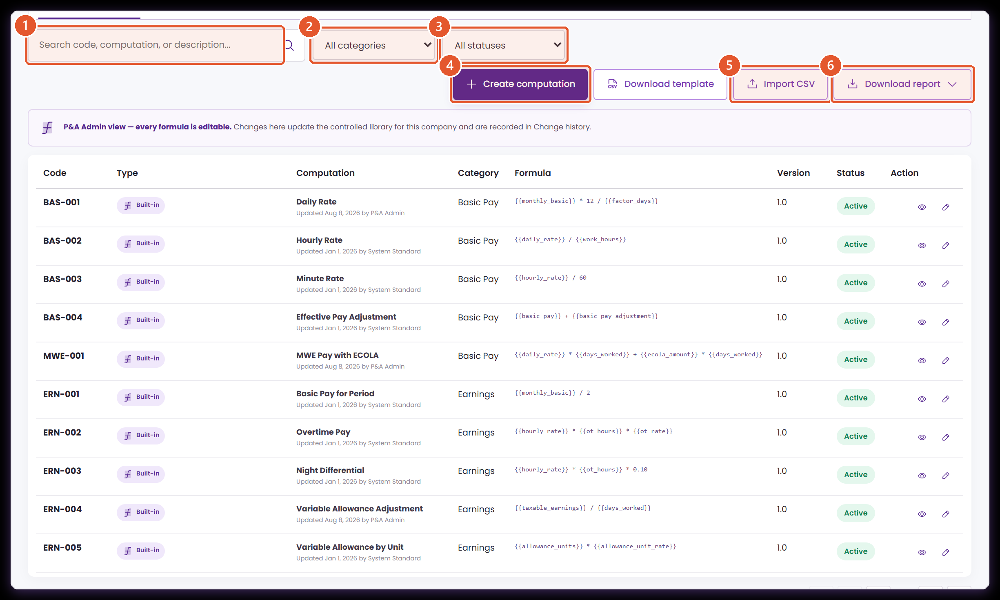 1
2
3
Search code, computation, or description...
All categories
All statuses
4
5
6
Create computation
CSV
Download template
Import CSV
Download report
P&A Admin view — every formula is editable. Changes here update the controlled library for this company and are recorded in Change history.
Code Type Computation Category Formula Version Status Action
BAS-001 Built-in Daily Rate Basic Pay {{monthly_basic}} * 12 / {{factor_days}} 1.0 Active
Updated Aug 8, 2026 by P&A Admin
BAS-002 Built-in Hourly Rate Basic Pay {{daily_rate}} / {{work_hours}} 1.0 Active
Updated Jan 1, 2026 by System Standard
BAS-003 Built-in Minute Rate Basic Pay {{hourly_rate}} / 60 1.0 Active
Updated Jan 1, 2026 by System Standard
BAS-004 Built-in Effective Pay Adjustment Basic Pay {{basic_pay}} + {{basic_pay_adjustment}} 1.0 Active
Updated Jan 1, 2026 by System Standard
MWE-001 Built-in MWE Pay with ECOLA Basic Pay {{daily_rate}} * {{days_worked}} + {{ecola_amount}} * {{days_worked}} 1.0 Active
Updated Aug 8, 2026 by P&A Admin
ERN-001 Built-in Basic Pay for Period Earnings {{monthly_basic}} / 2 1.0 Active
Updated Jan 1, 2026 by System Standard
ERN-002 Built-in Overtime Pay Earnings {{hourly_rate}} * {{ot_hours}} * {{ot_rate}} 1.0 Active
Updated Jan 1, 2026 by System Standard
ERN-003 Built-in Night Differential Earnings {{hourly_rate}} * {{ot_hours}} * 0.10 1.0 Active
Updated Jan 1, 2026 by System Standard
ERN-004 Built-in Variable Allowance Adjustment Earnings {{taxable_earnings}} / {{days_worked}} 1.0 Active
Updated Aug 8, 2026 by P&A Admin
ERN-005 Built-in Variable Allowance by Unit Earnings {{allowance_units}} * {{allowance_unit_rate}} 1.0 Active
Updated Jan 1, 2026 by System Standard